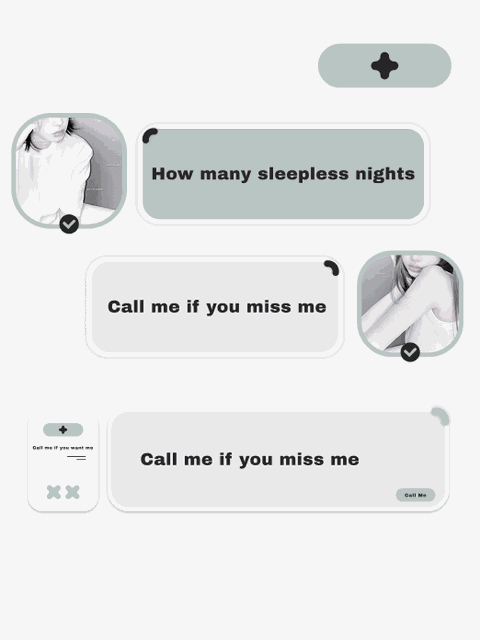 How many sleepless nights
Call me if you miss me
Call me if you want me
Call me if you miss me
Call Me